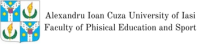 Alexandru Ioan Cuza University of Iasi
Faculty of Phisical Education and Sport